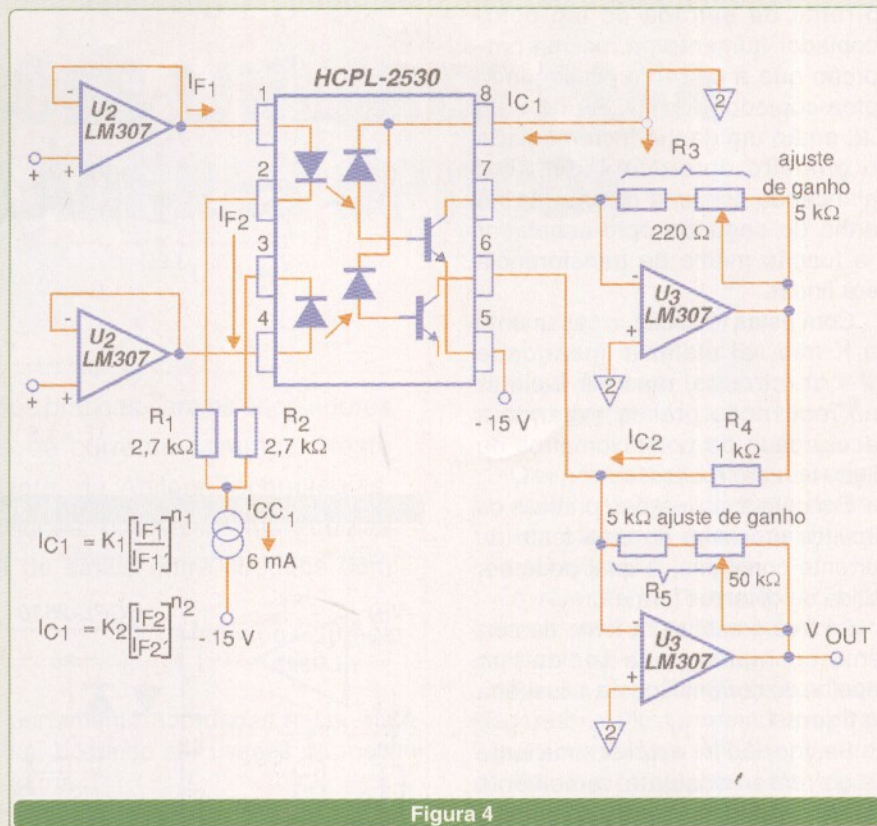 HCPL-2530
U2
LM307
-
+
+
IF1
1
2
3
4
8
7
6
5
IF2
U2
LM307
-
+
+
R1
2,7 kΩ
R2
2,7 kΩ
ICC1
6 mA
- 15 V
IC1 = K1 [IF1/IF1']n1
IC1 = K2 [IF2/IF2']n2
IC1
2
R3
ajuste
de ganho
5 kΩ
220 Ω
-
U3
LM307
+
2
- 15 V
IC2
R4
1 kΩ
5 kΩ ajuste de ganho
50 kΩ
R5
-
U3
LM307
+
2
VOUT
Figura 4